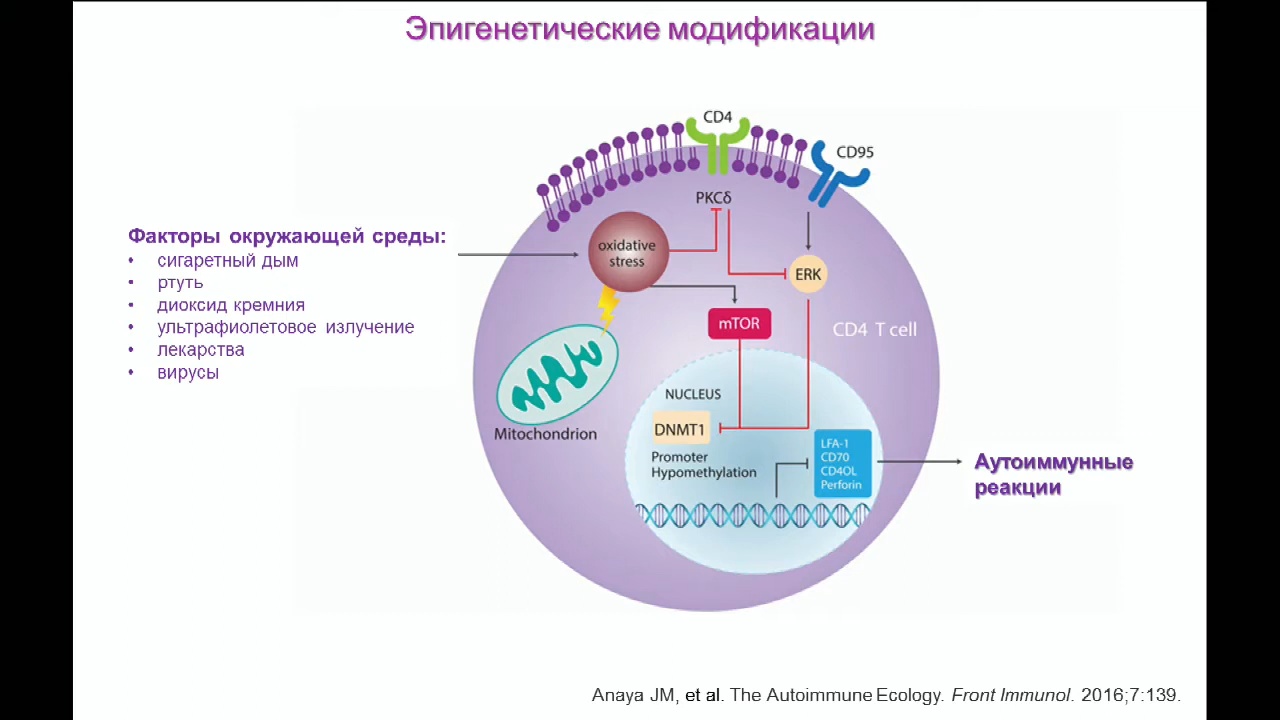 Эпигенетические модификации
CD4
CD95
PKCδ
Факторы окружающей среды:
• сигаретный дым
• ртуть
• диоксид кремния
• ультрафиолетовое излучение
• лекарства
• вирусы
oxidative
stress
ERK
mTOR
CD4 T cell
Mitochondrion
NUCLEUS
DNMT1
Promoter
Hypomethylation
LFA-1
CD70
CD4OL
Perforin
Аутоиммунные
реакции
Anaya JM, et al. The Autoimmune Ecology. Front Immunol. 2016;7:139.